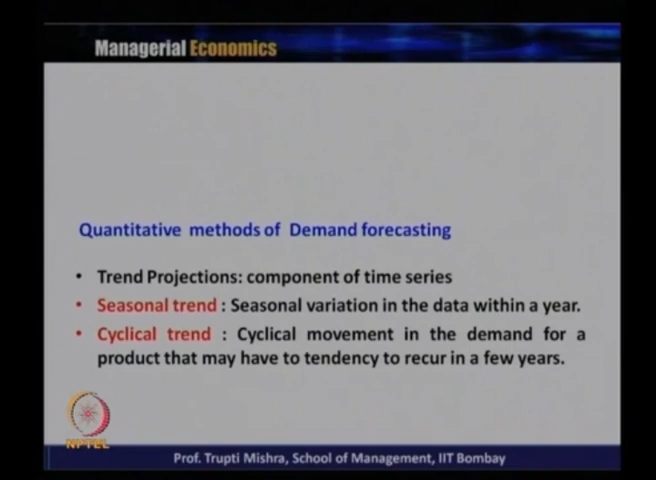 Managerial Economics
Quantitative methods of Demand forecasting
• Trend Projections: component of time series
• Seasonal trend : Seasonal variation in the data within a year.
• Cyclical trend : Cyclical movement in the demand for a
product that may have to tendency to recur in a few years.
NPTEL
Prof. Trupti Mishra, School of Management, IIT Bombay